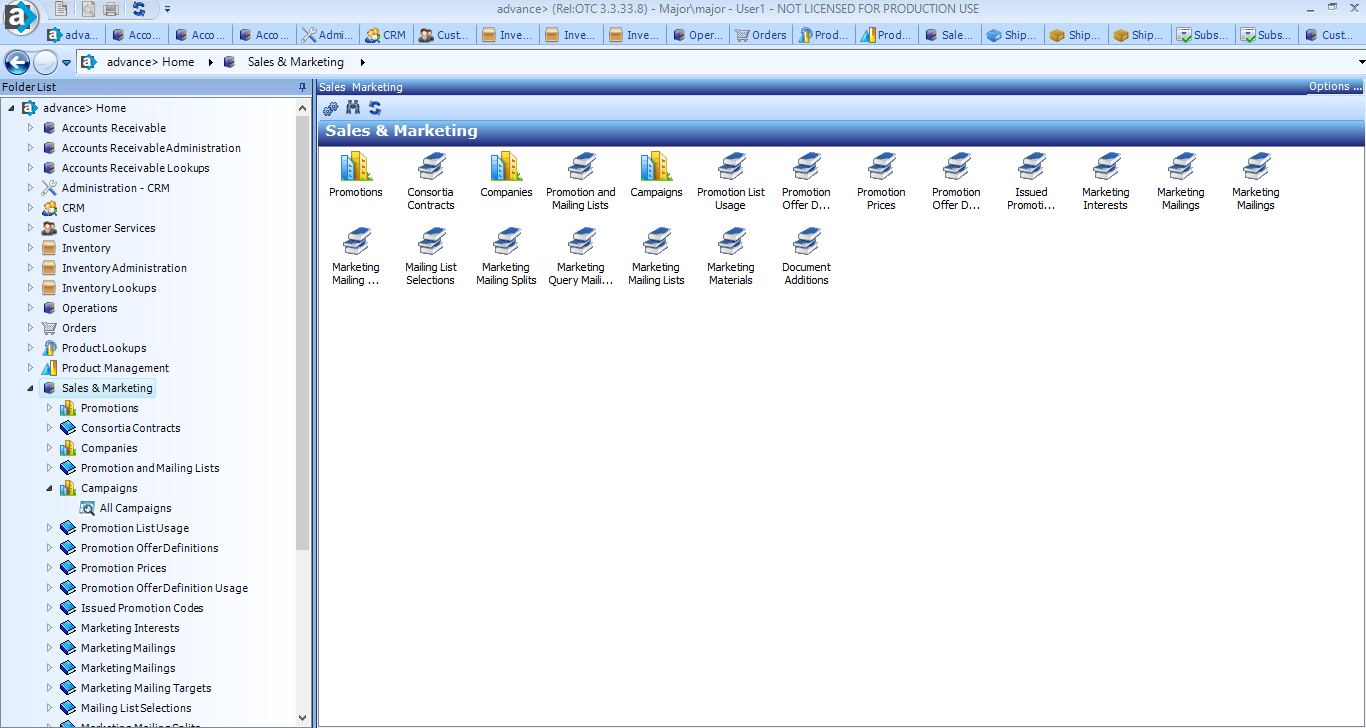 advance> (Rel:OTC 3.3.33.8) - Major\major - User1 - NOT LICENSED FOR PRODUCTION USE
adva... Acco... Acco ... Acco ... Admi... CRM Cust... Inve... Inve... Inve... Oper... Orders Prod... Prod... Sale... Ship... Ship... Ship... Subs... Subs... Cust...
advance> Home Sales & Marketing
Folder List
Sales Marketing
Options ...
advance> Home
Accounts Receivable
Accounts Receivable Administration
Accounts Receivable Lookups
Administration - CRM
CRM
Customer Services
Inventory
Inventory Administration
Inventory Lookups
Operations
Orders
Product Lookups
Product Management
Sales & Marketing
Promotions
Consortia Contracts
Companies
Promotion and Mailing Lists
Campaigns
All Campaigns
Promotion List Usage
Promotion Offer Definitions
Promotion Prices
Promotion Offer Definition Usage
Issued Promotion Codes
Marketing Interests
Marketing Mailings
Marketing Mailings
Marketing Mailing Targets
Mailing List Selections
Marketing Mailing Splits
Sales & Marketing
Promotions
Consortia
Contracts
Companies
Promotion and
Mailing Lists
Campaigns
Promotion List
Usage
Promotion
Offer D...
Promotion
Prices
Promotion
Offer D...
Issued
Promoti...
Marketing
Interests
Marketing
Mailings
Marketing
Mailings
Marketing
Mailing ...
Mailing List
Selections
Marketing
Mailing Splits
Marketing
Query Maili...
Marketing
Mailing Lists
Marketing
Materials
Document
Additions